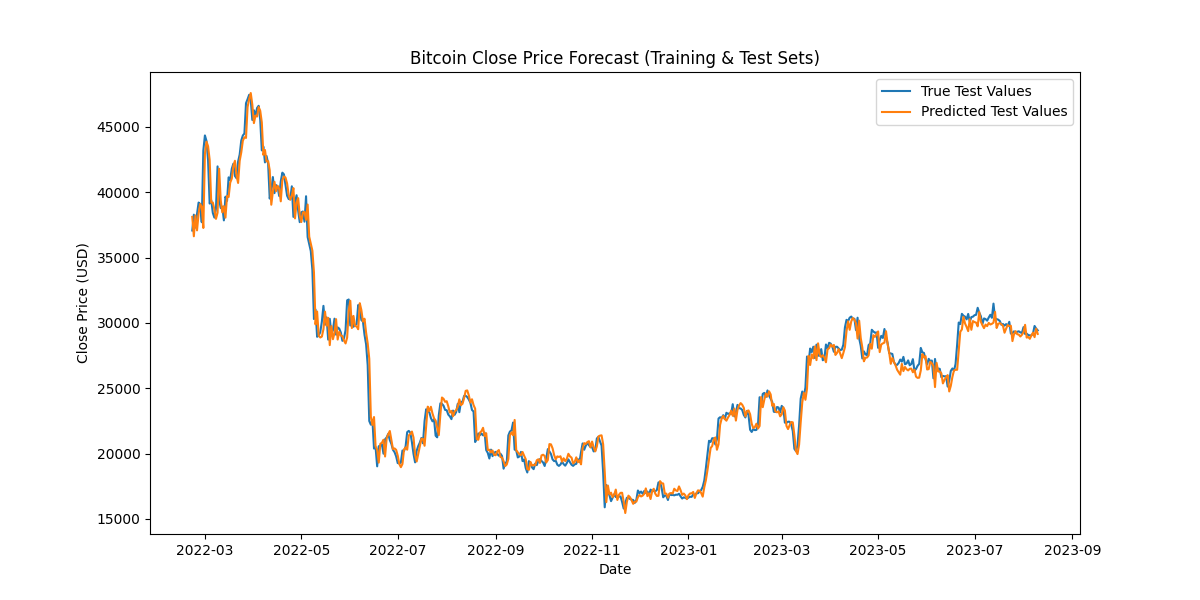 Bitcoin Close Price Forecast (Training & Test Sets)
True Test Values
Predicted Test Values
Close Price (USD)
45000
40000
35000
30000
25000
20000
15000
2022-03 2022-05 2022-07 2022-09 2022-11 2023-01 2023-03 2023-05 2023-07 2023-09
Date